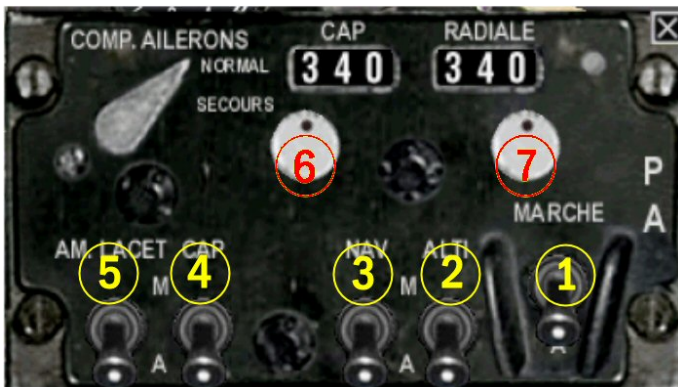 COMP. AILERONS
NORMAL
SECOURS
CAP
340
RADIALE
340
6
7
P
A
MARCHE
AM. LACET
CAP
NAV
ALTI
5
4
3
2
1
M
M
A
A
A